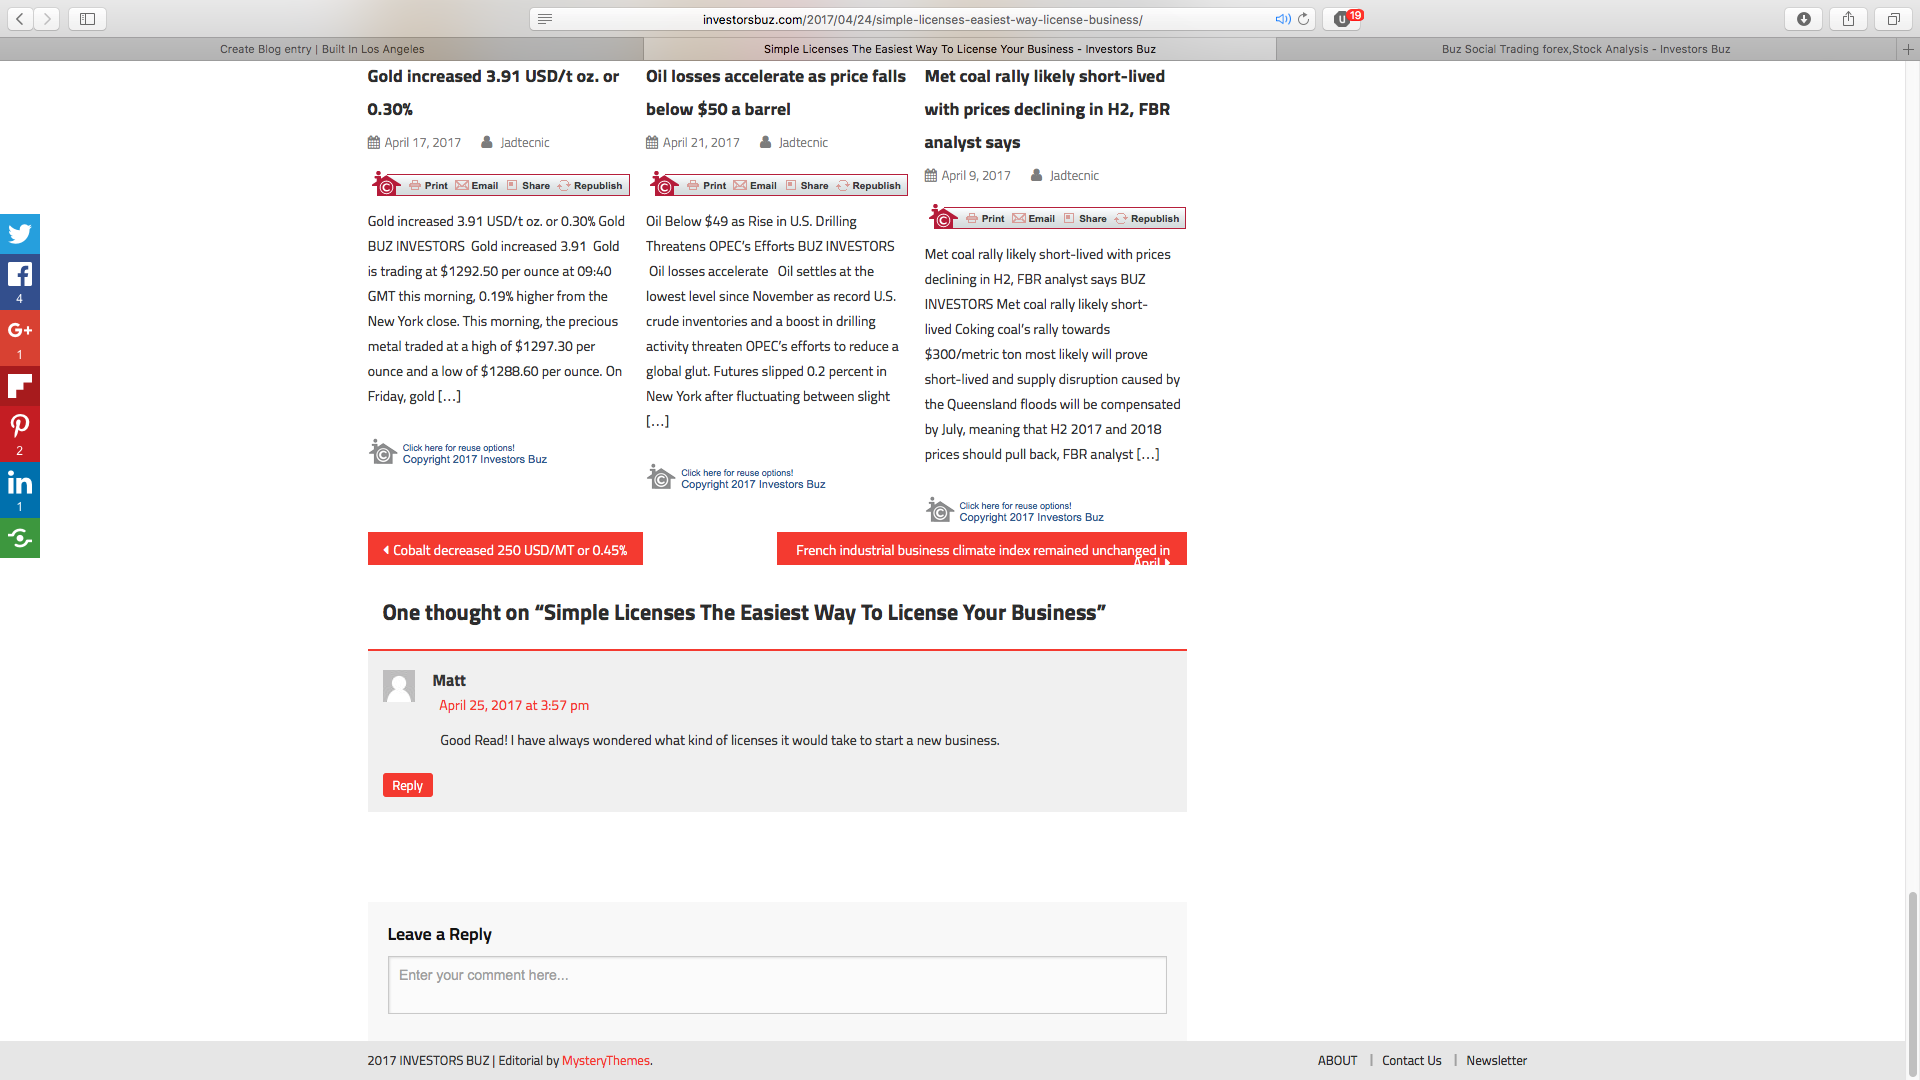 investorsbuz.com/2017/04/24/simple-licenses-easiest-way-license-business/
19
Create Blog entry | Built In Los Angeles
Simple Licenses The Easiest Way To License Your Business - Investors Buz
Buz Social Trading forex,Stock Analysis - Investors Buz
Gold increased 3.91 USD/t oz. or
0.30%
April 17, 2017 Jadtecnic
Print Email Share Republish
Gold increased 3.91 USD/t oz. or 0.30% Gold
BUZ INVESTORS  Gold increased 3.91  Gold
is trading at $1292.50 per ounce at 09:40
GMT this morning, 0.19% higher from the
New York close. This morning, the precious
metal traded at a high of $1297.30 per
ounce and a low of $1288.60 per ounce. On
Friday, gold […]
Click here for reuse options!
Copyright 2017 Investors Buz
Oil losses accelerate as price falls
below $50 a barrel
April 21, 2017 Jadtecnic
Print Email Share Republish
Oil Below $49 as Rise in U.S. Drilling
Threatens OPEC’s Efforts BUZ INVESTORS
Oil losses accelerate   Oil settles at the
lowest level since November as record U.S.
crude inventories and a boost in drilling
activity threaten OPEC’s efforts to reduce a
global glut. Futures slipped 0.2 percent in
New York after fluctuating between slight
[…]
Click here for reuse options!
Copyright 2017 Investors Buz
Met coal rally likely short-lived
with prices declining in H2, FBR
analyst says
April 9, 2017 Jadtecnic
Print Email Share Republish
Met coal rally likely short-lived with prices
declining in H2, FBR analyst says BUZ
INVESTORS Met coal rally likely short-
lived Coking coal’s rally towards
$300/metric ton most likely will prove
short-lived and supply disruption caused by
the Queensland floods will be compensated
by July, meaning that H2 2017 and 2018
prices should pull back, FBR analyst […]
Click here for reuse options!
Copyright 2017 Investors Buz
4
G+
1
2
in
1
Cobalt decreased 250 USD/MT or 0.45%
French industrial business climate index remained unchanged in
April
One thought on “Simple Licenses The Easiest Way To License Your Business”
Matt
April 25, 2017 at 3:57 pm
Good Read! I have always wondered what kind of licenses it would take to start a new business.
Reply
Leave a Reply
Enter your comment here...
2017 INVESTORS BUZ | Editorial by MysteryThemes.
ABOUT | Contact Us | Newsletter